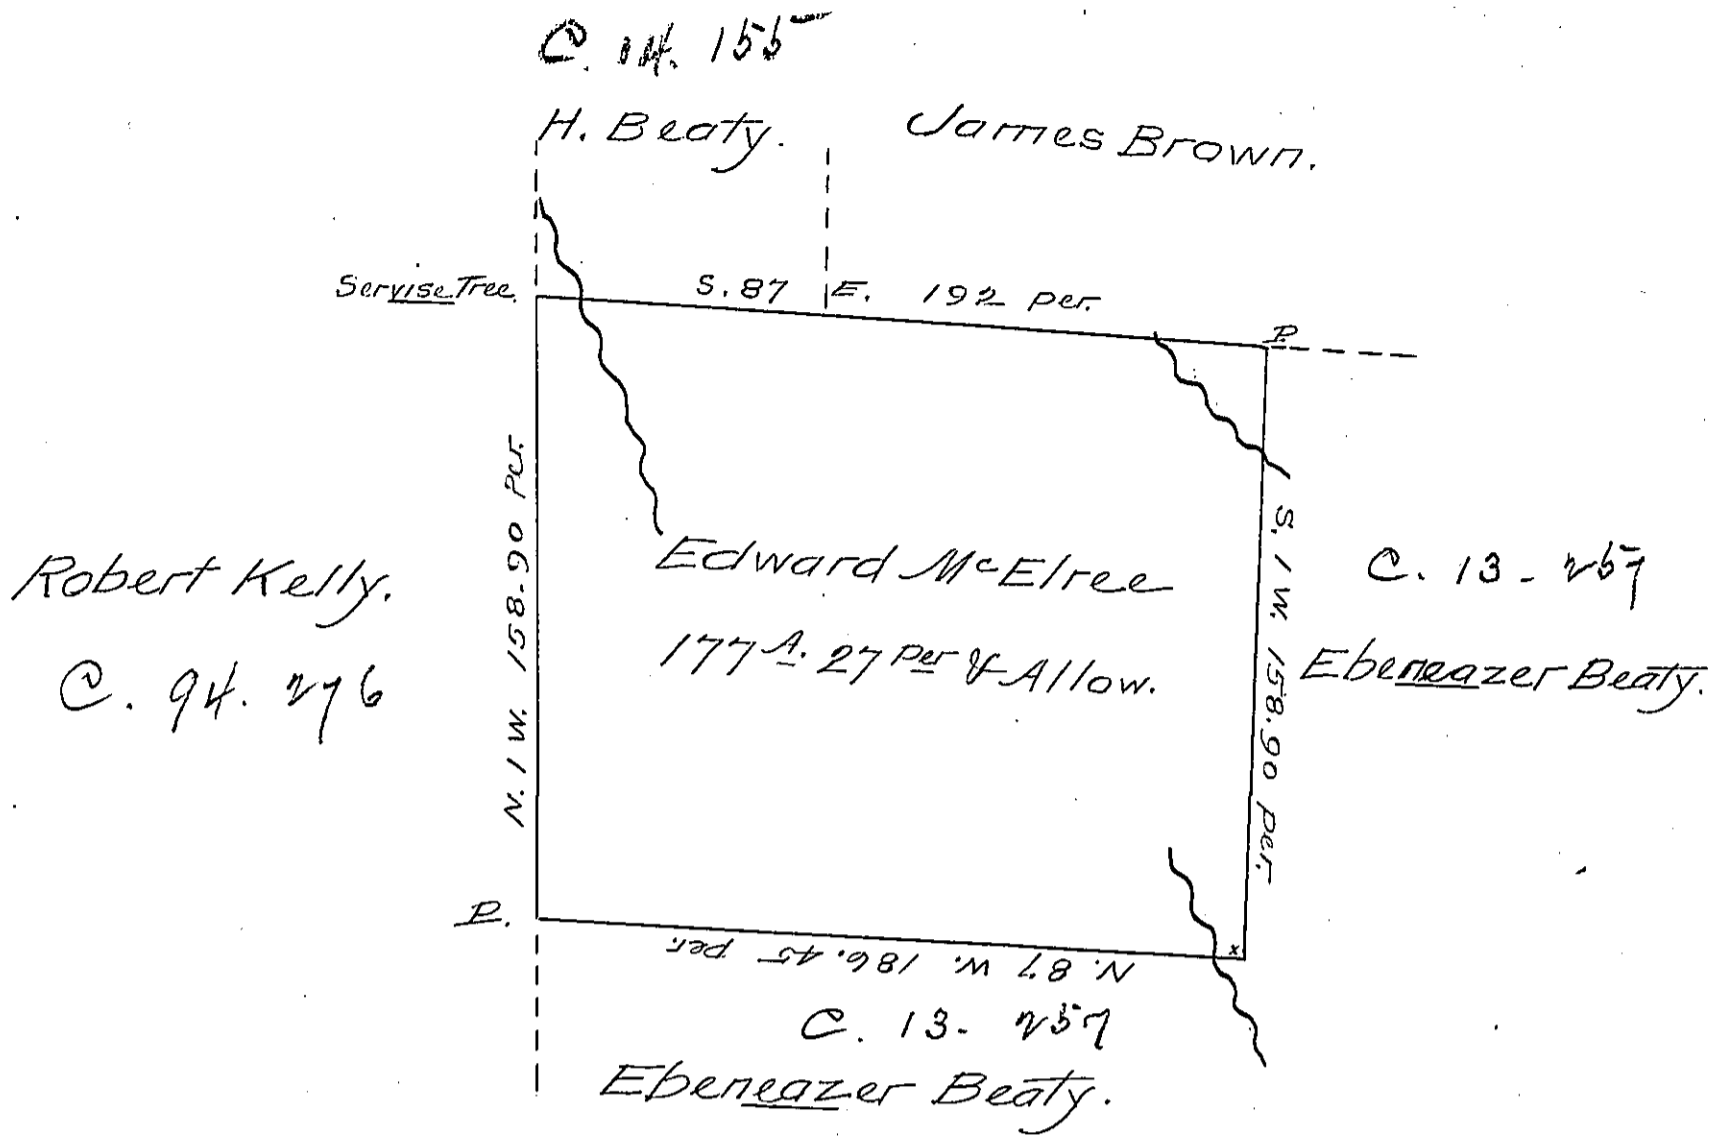 C. 14. 155
H. Beaty. James Brown.
Servise Tree.
S. 87 E. 192 per.
P.
N. 1 W. 158.90 Per.
S. 1 W. 158.90 per.
Robert Kelly.
C. 94. 276
Edward McElree
177 A. 27 per & Allow.
C. 13 - 257
Ebeneazer Beaty.
P.
x
N. 87 W. 186.45 per.
C. 13 - 257
Ebeneazer Beaty.